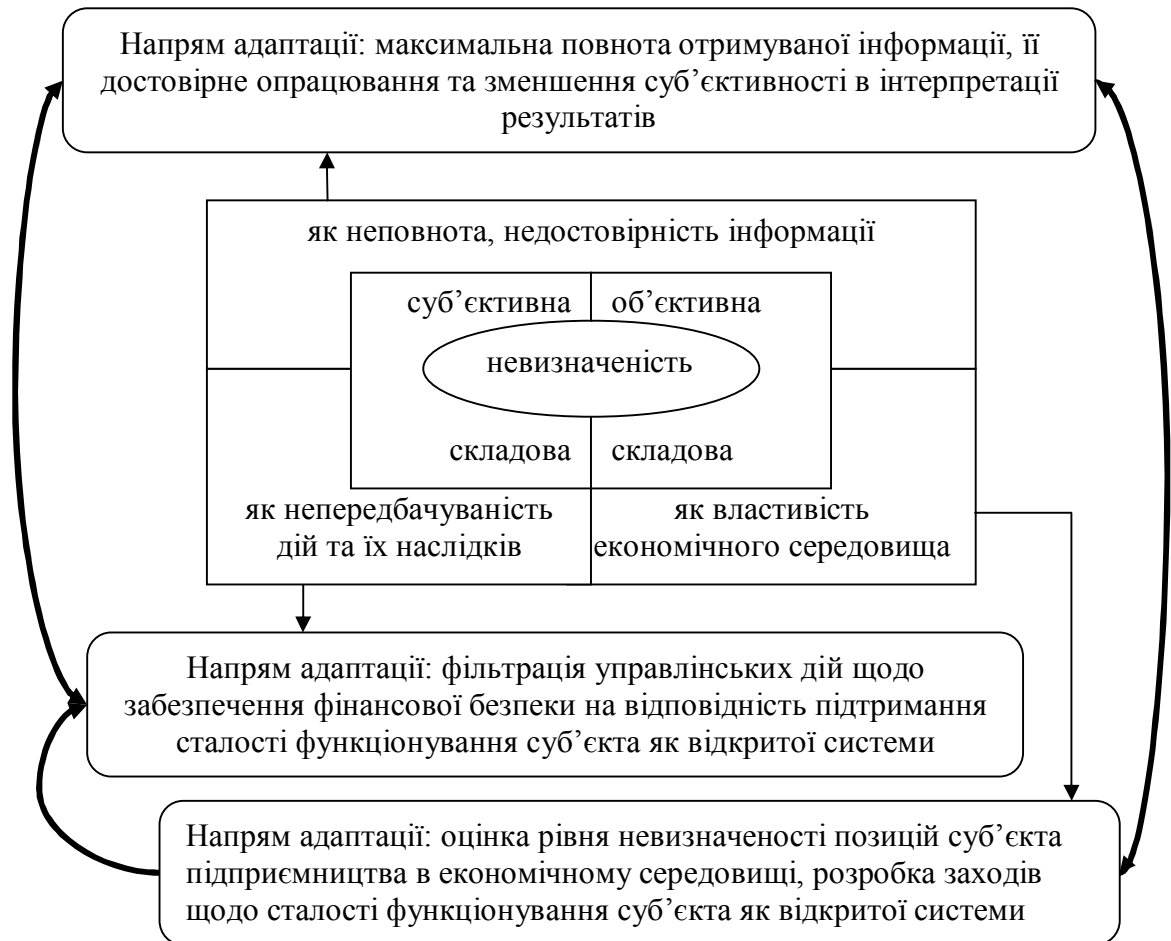 Напрям адаптації: максимальна повнота отримуваної інформації, її
достовірне опрацювання та зменшення суб’єктивності в інтерпретації
результатів
як неповнота, недостовірність інформації
суб’єктивна об’єктивна
невизначеність
складова складова
як непередбачуваність
дій та їх наслідків
як властивість
економічного середовища
Напрям адаптації: фільтрація управлінських дій щодо
забезпечення фінансової безпеки на відповідність підтримання
сталості функціонування суб’єкта як відкритої системи
Напрям адаптації: оцінка рівня невизначеності позицій суб’єкта
підприємництва в економічному середовищі, розробка заходів
щодо сталості функціонування суб’єкта як відкритої системи